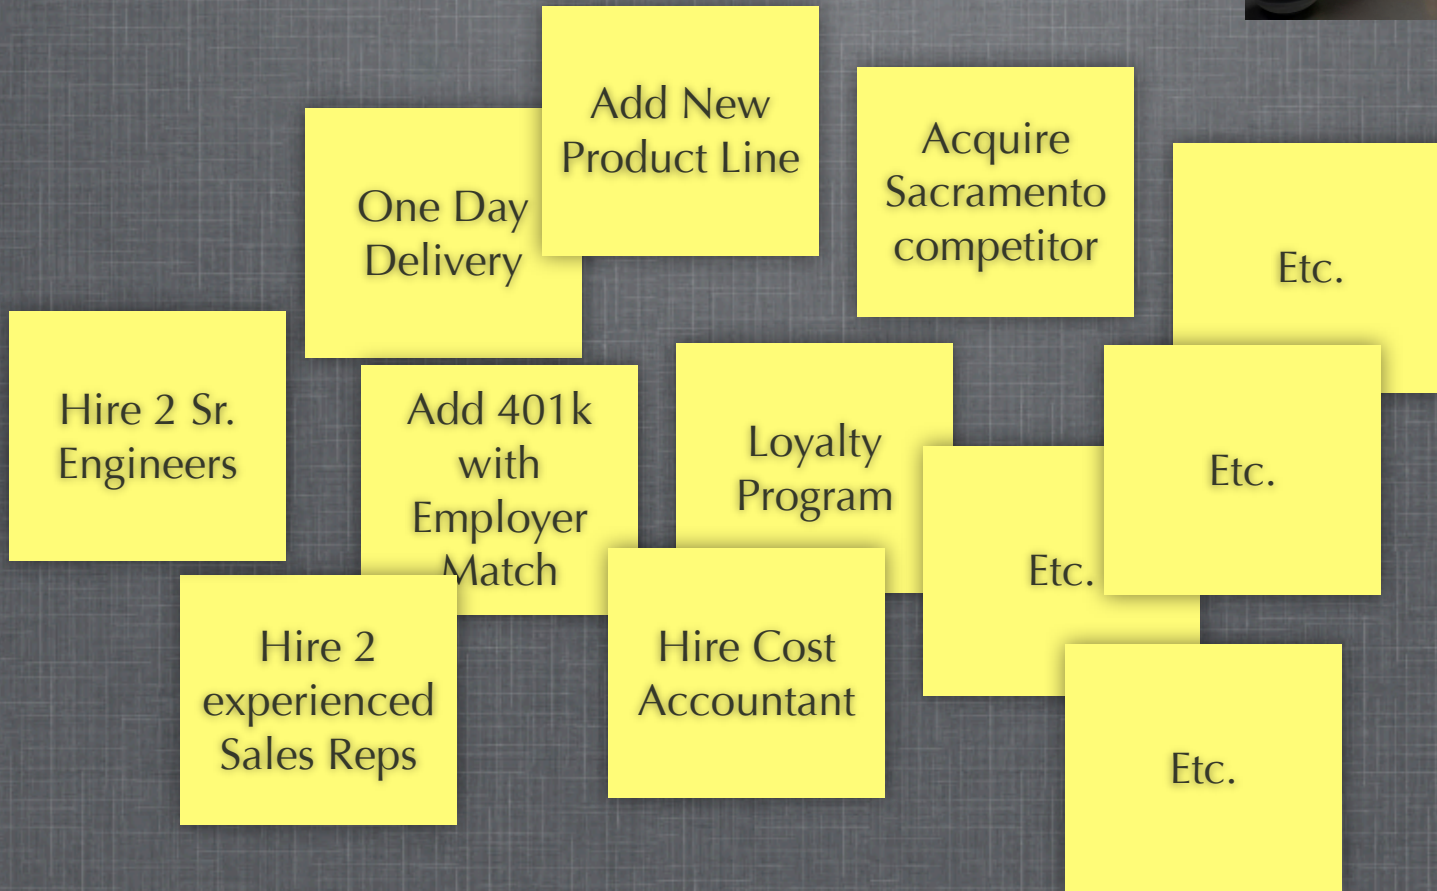 Add New
Product Line
Acquire
Sacramento
competitor
One Day
Delivery
Etc.
Hire 2 Sr.
Engineers
Add 401k
with
Employer
Match
Loyalty
Program
Etc.
Etc.
Hire 2
experienced
Sales Reps
Hire Cost
Accountant
Etc.